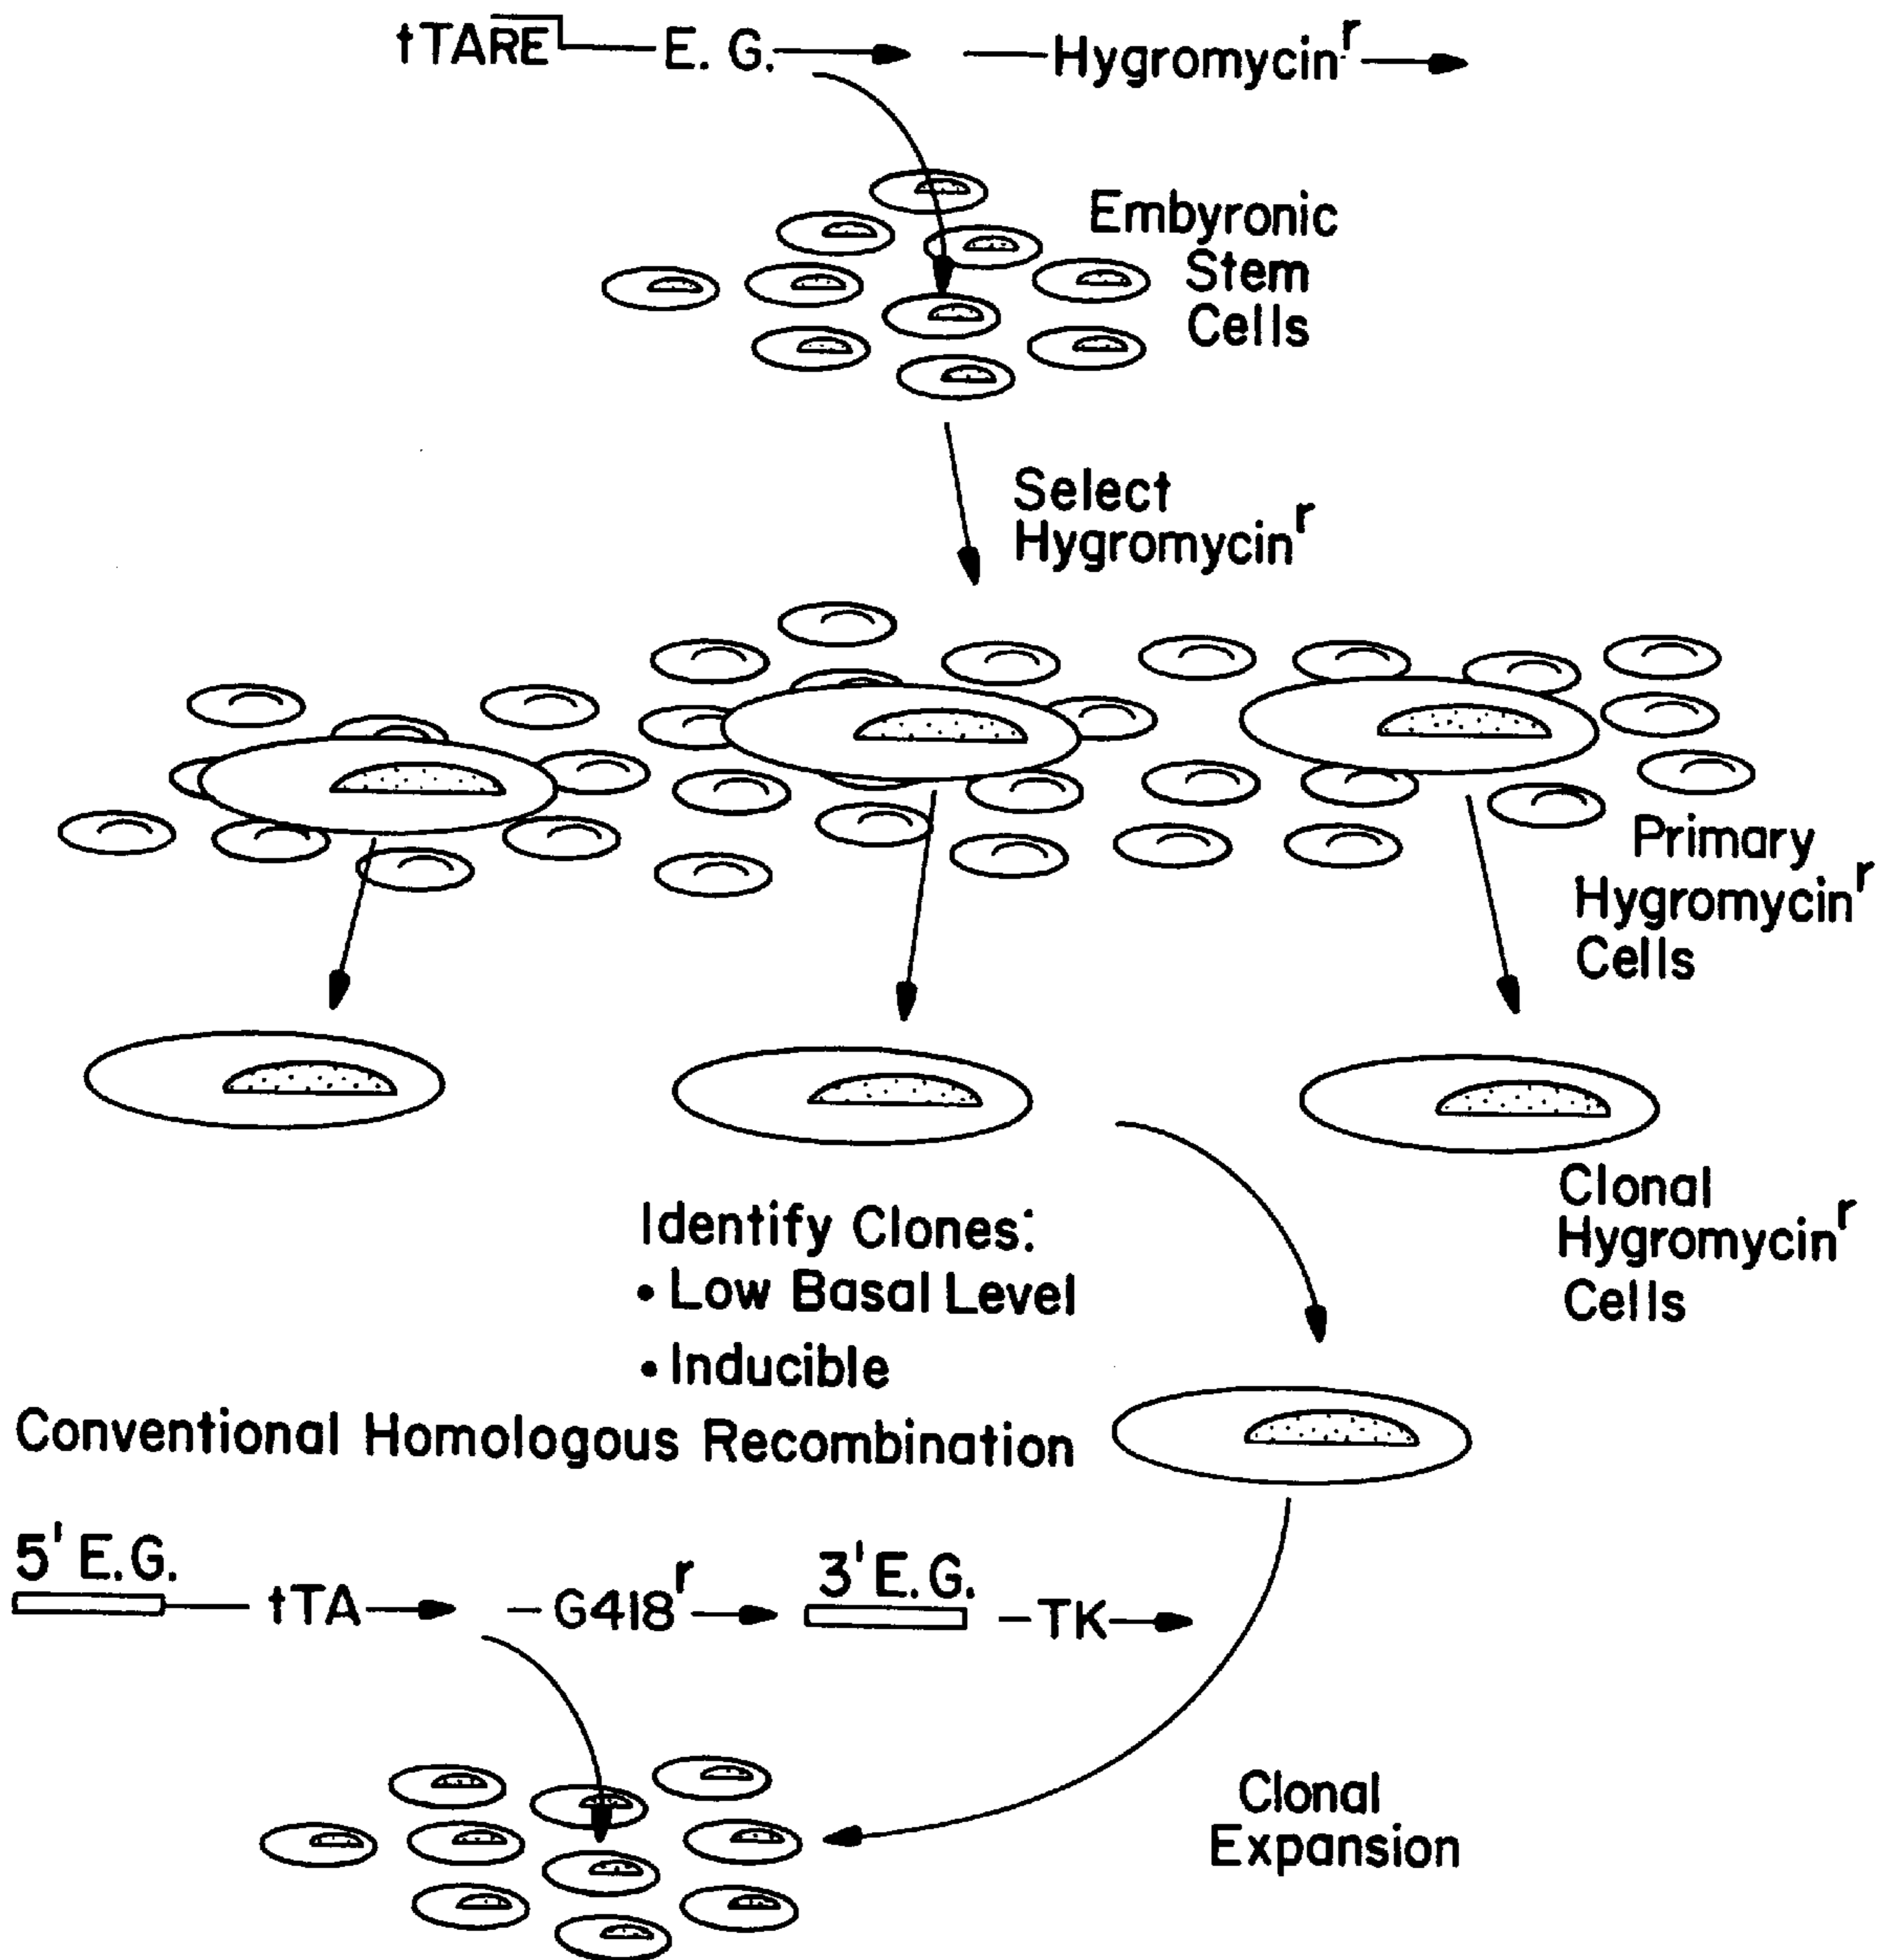 tTARE E. G. Hygromycin^r
Embyronic
Stem
Cells
Select
Hygromycin^r
Primary
Hygromycin^r
Cells
Clonal
Hygromycin^r
Cells
Identify Clones:
• Low Basal Level
• Inducible
Conventional Homologous Recombination
5' E.G. 3' E.G.
tTA G418^r TK
Clonal
Expansion